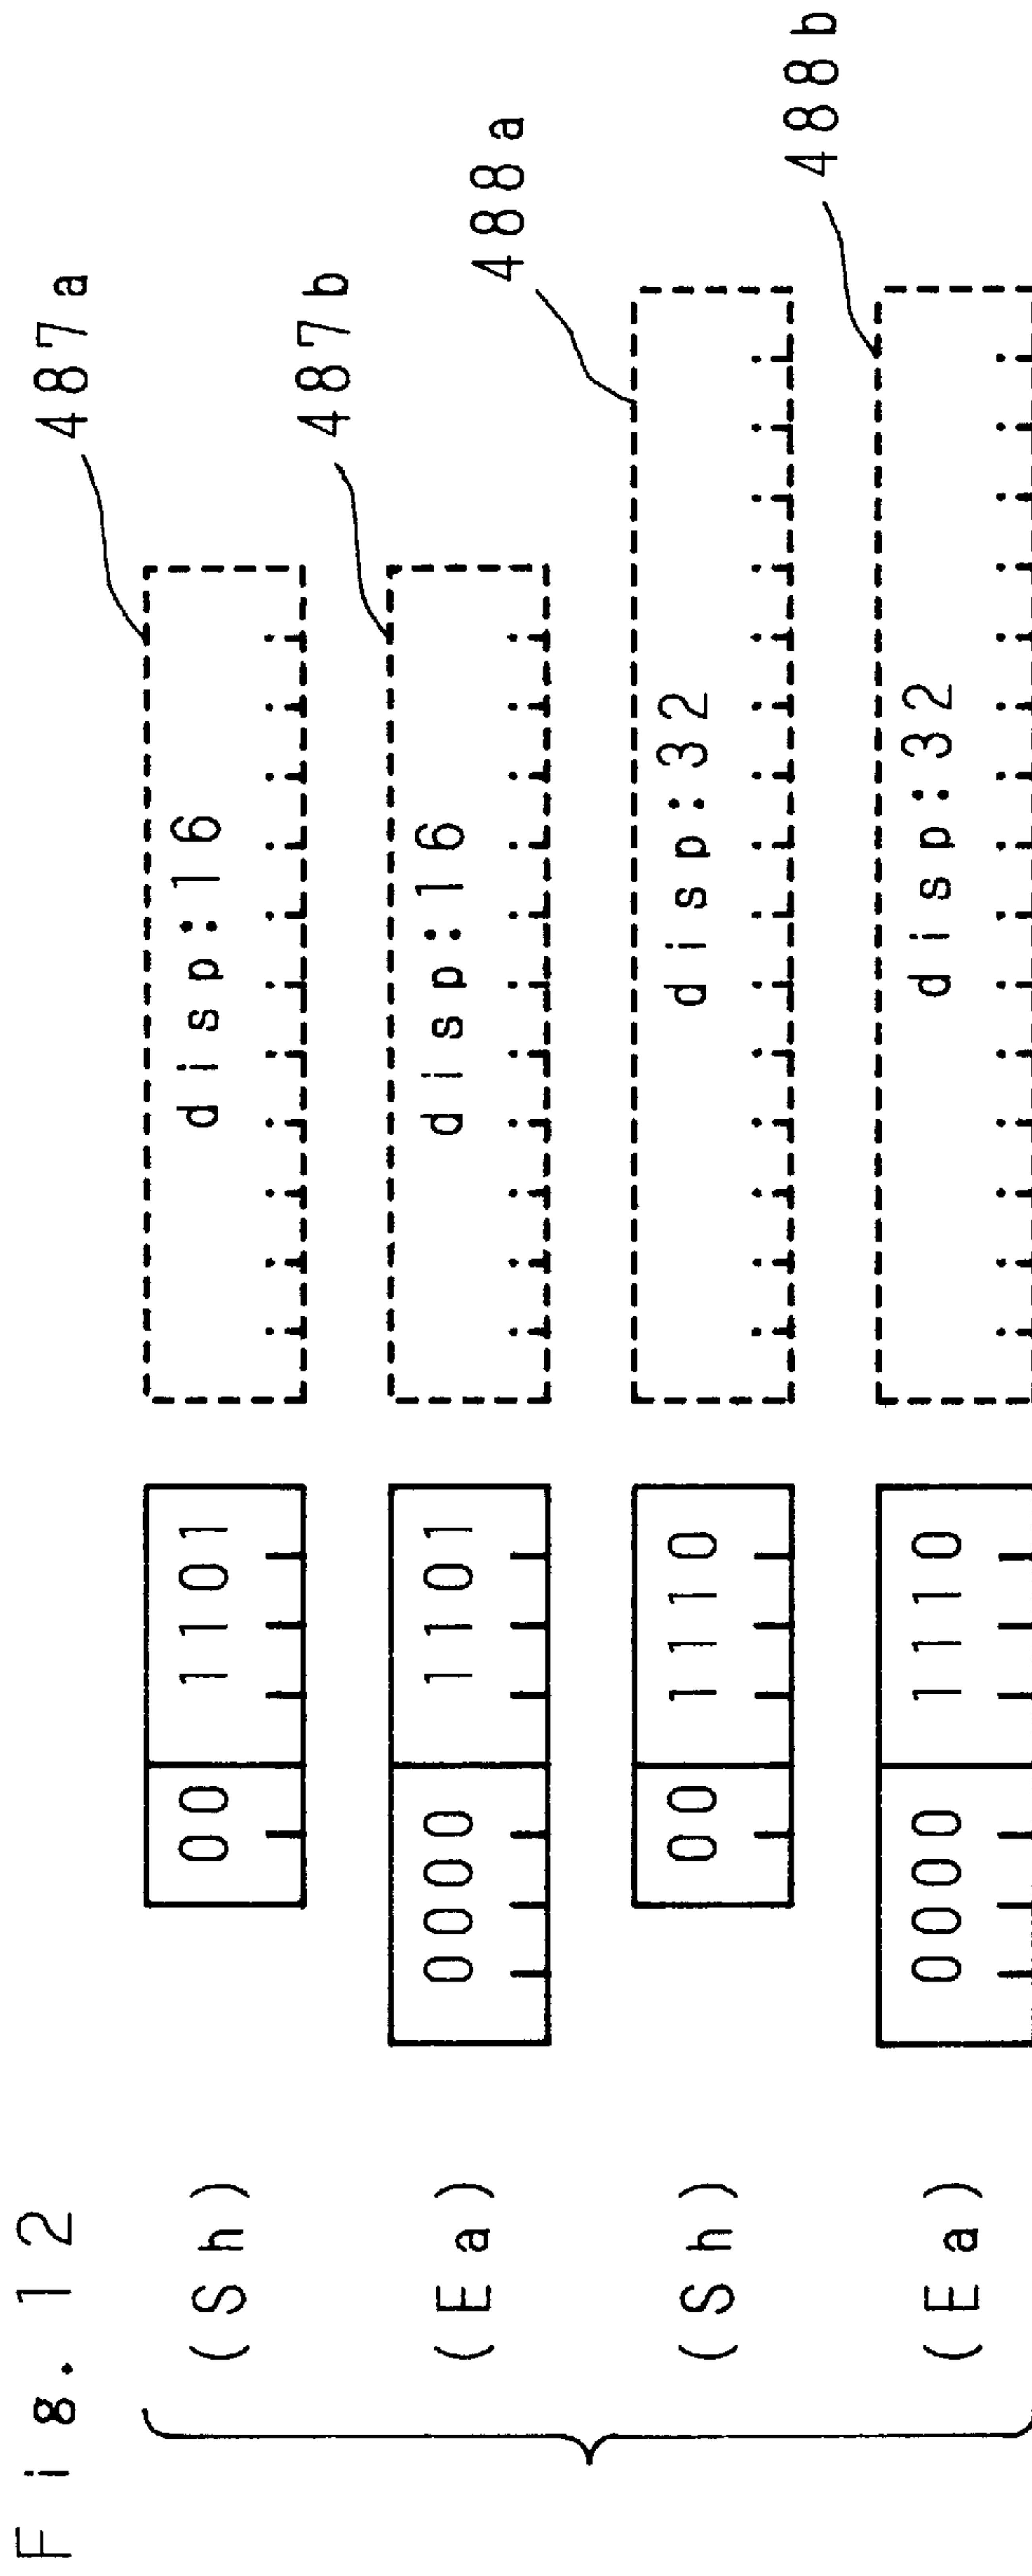 Fig. 12
487a
(Sh) 00 1101 disp:16
487b
(Ea) 0000 1101 disp:16
488a
(Sh) 00 1110 disp:32
488b
(Ea) 0000 1110 disp:32